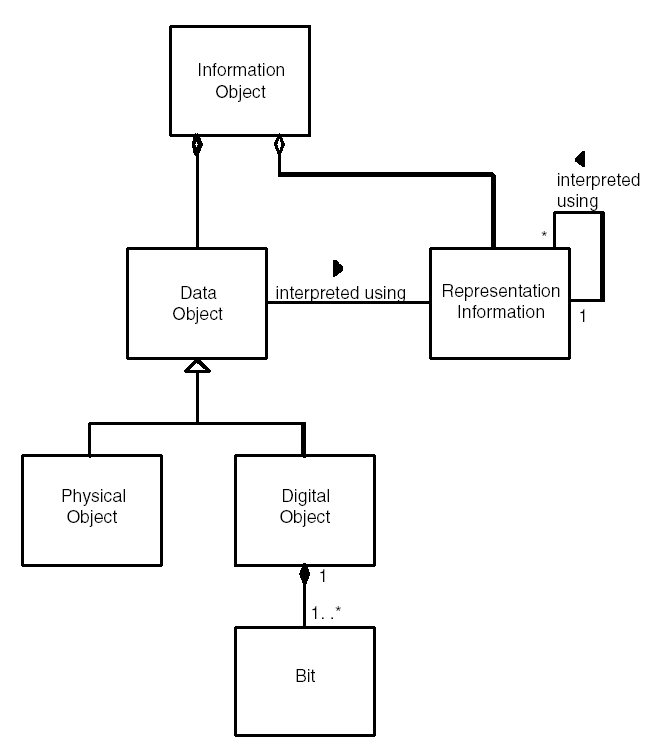 Information
Object
interpreted
using
*
Data
Object
interpreted using
Representation
Information
1
Physical
Object
Digital
Object
1
1. .*
Bit